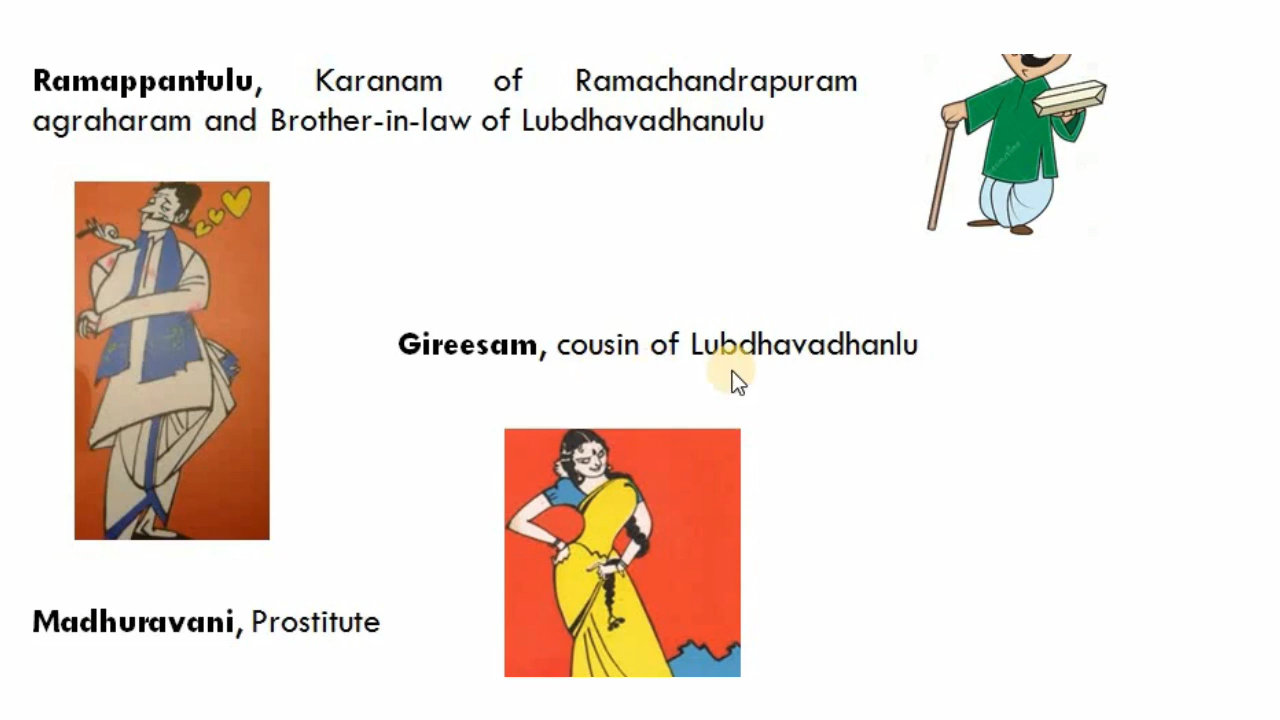 Ramappantulu, Karanam of Ramachandrapuram
agraharam and Brother-in-law of Lubdhavadhanulu
Gireesam, cousin of Lubdhavadhanlu
Madhuravani, Prostitute